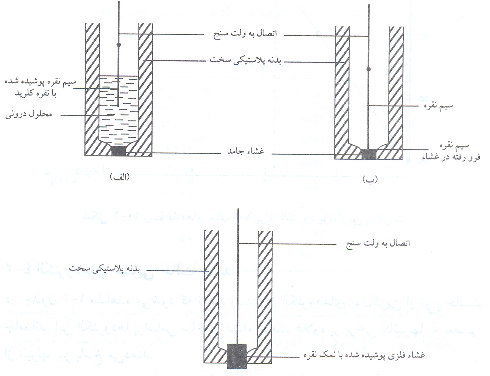 اتصال به ولت سنج
بدنه پلاستیکی سخت
سیم نقره پوشیده شده
با نقره کلرید
محلول درونی
سیم نقره
غشاء جامد
سیم نقره
فرو رفته در غشاء
(الف)
(ب)
اتصال به ولت سنج
بدنه پلاستیکی سخت
غشاء فلزی پوشیده شده با نمک نقره